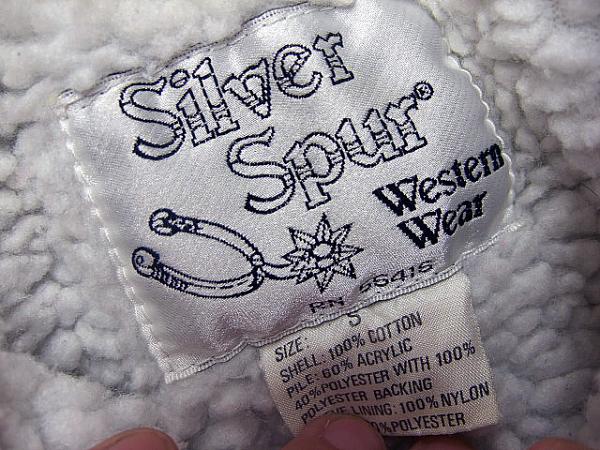 Silver
Spur®
Western
Wear
RN 56416
SIZE: S
SHELL: 100% COTTON
PILE: 60% ACRYLIC
40% POLYESTER WITH 100%
POLYESTER BACKING
LINING: 100% NYLON
POLYESTER